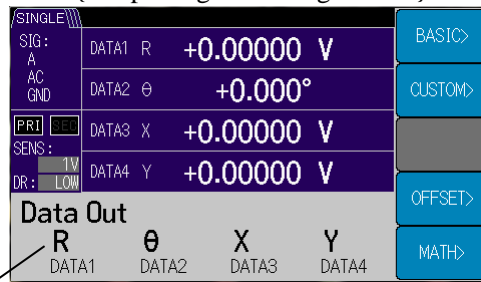 /SINGLE\\\
SIG:
A
AC
GND
PRI SEC
SENS:
1V
DR: LOW
DATA1 R +0.00000 V
DATA2 θ +0.000°
DATA3 X +0.00000 V
DATA4 Y +0.00000 V
BASIC>
CUSTOM>
OFFSET>
MATH>
Data Out
R θ X Y
DATA1 DATA2 DATA3 DATA4